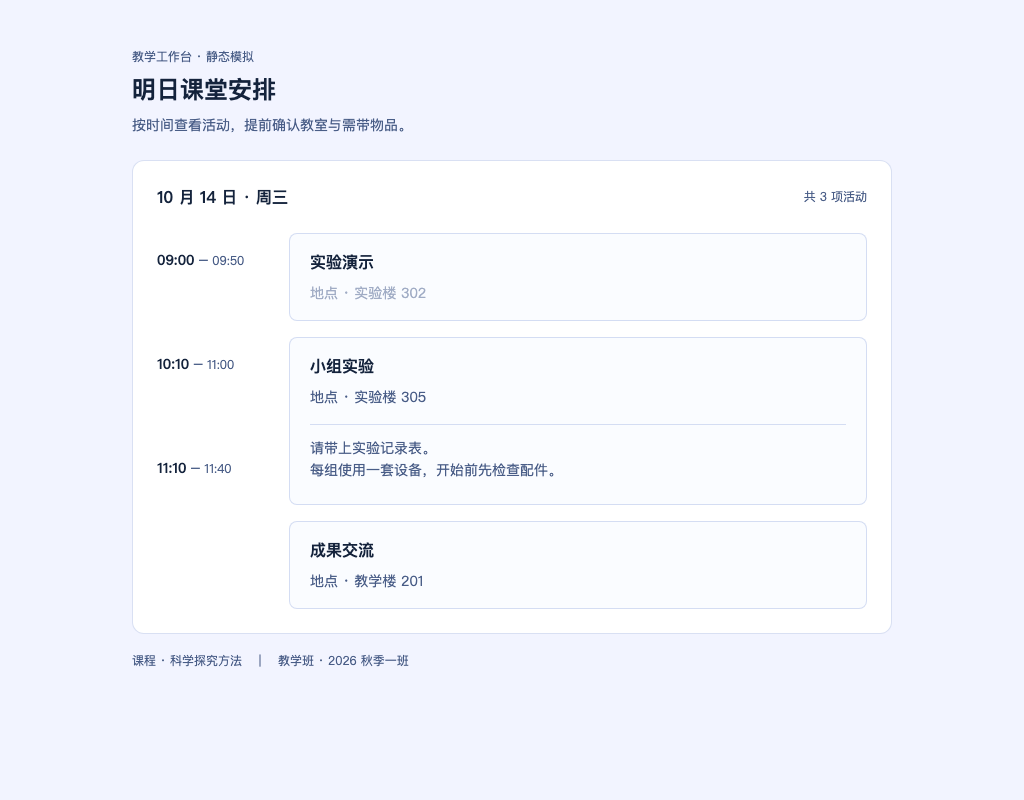 教学工作台 · 静态模拟
明日课堂安排
按时间查看活动，提前确认教室与需带物品。
10 月 14 日 · 周三
共 3 项活动
09:00 – 09:50
实验演示
地点 · 实验楼 302
10:10 – 11:00
小组实验
地点 · 实验楼 305
请带上实验记录表。
11:10 – 11:40
每组使用一套设备，开始前先检查配件。
成果交流
地点 · 教学楼 201
课程 · 科学探究方法 | 教学班 · 2026 秋季一班